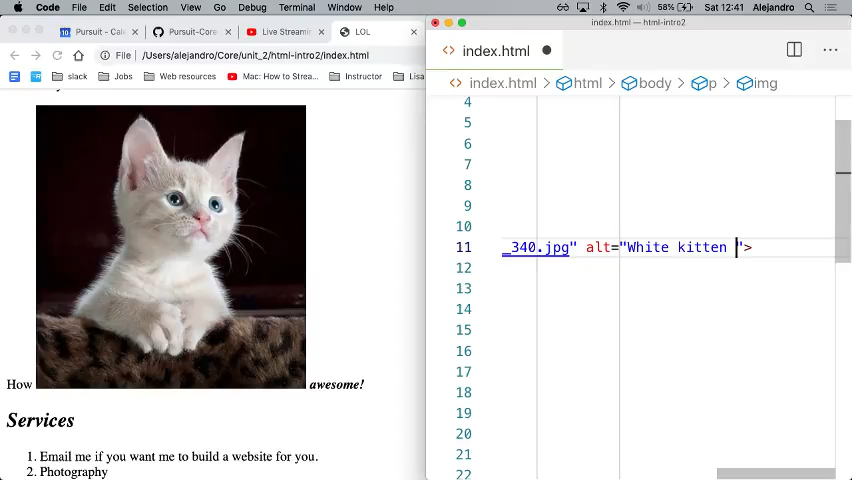 Code File Edit Selection View Go Debug Terminal Window Help 58% Sat 12:41 Alejandro
Pursuit - Cale Pursuit-Core Live Streami LOL
File /Users/alejandro/Core/unit_2/html-intro2/index.html
slack Jobs Web resources Mac: How to Strea... Instructor Lisa
How awesome!
Services
1. Email me if you want me to build a website for you.
2. Photography
index.html — html-intro2
index.html
index.html html body p img
4
5
6
7
8
9
10
11 _340.jpg" alt="White kitten ">
12
13
14
15
16
17
18
19
20
21
22